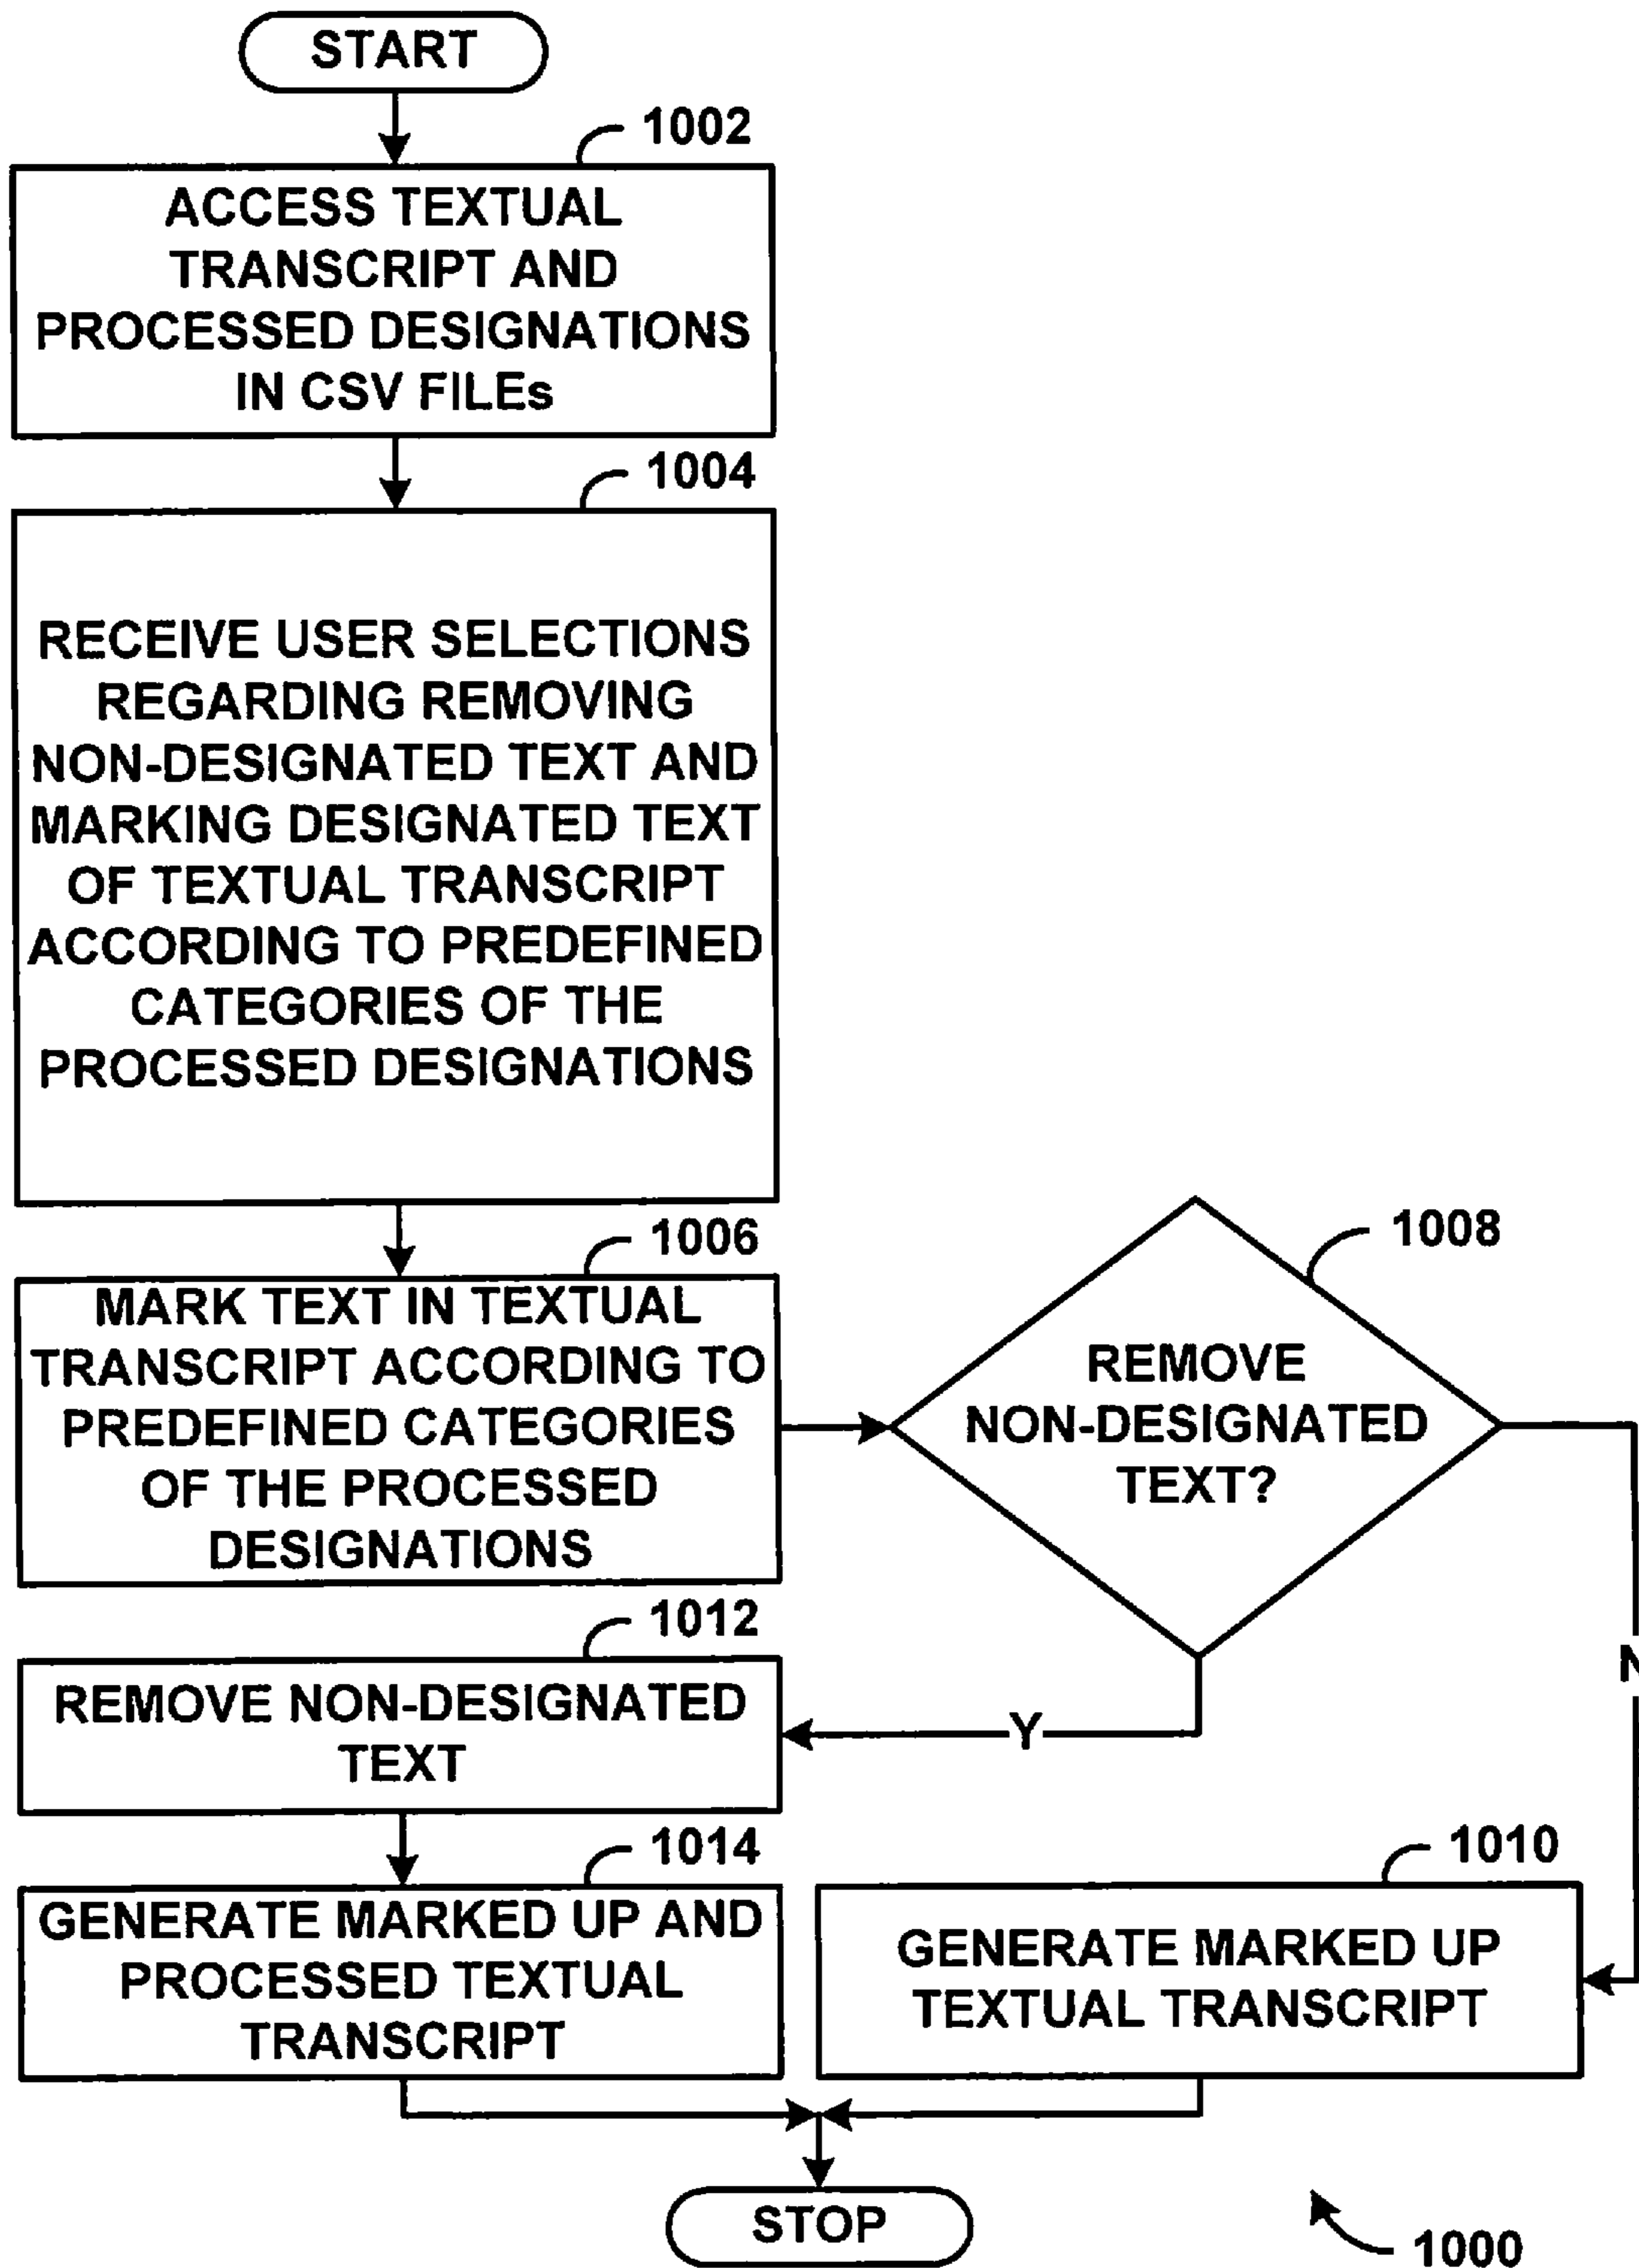 START
1002
ACCESS TEXTUAL
TRANSCRIPT AND
PROCESSED DESIGNATIONS
IN CSV FILEs
1004
RECEIVE USER SELECTIONS
REGARDING REMOVING
NON-DESIGNATED TEXT AND
MARKING DESIGNATED TEXT
OF TEXTUAL TRANSCRIPT
ACCORDING TO PREDEFINED
CATEGORIES OF THE
PROCESSED DESIGNATIONS
1006
MARK TEXT IN TEXTUAL
TRANSCRIPT ACCORDING TO
PREDEFINED CATEGORIES
OF THE PROCESSED
DESIGNATIONS
1008
REMOVE
NON-DESIGNATED
TEXT?
N
Y
1012
REMOVE NON-DESIGNATED
TEXT
1014
GENERATE MARKED UP AND
PROCESSED TEXTUAL
TRANSCRIPT
1010
GENERATE MARKED UP
TEXTUAL TRANSCRIPT
STOP
1000